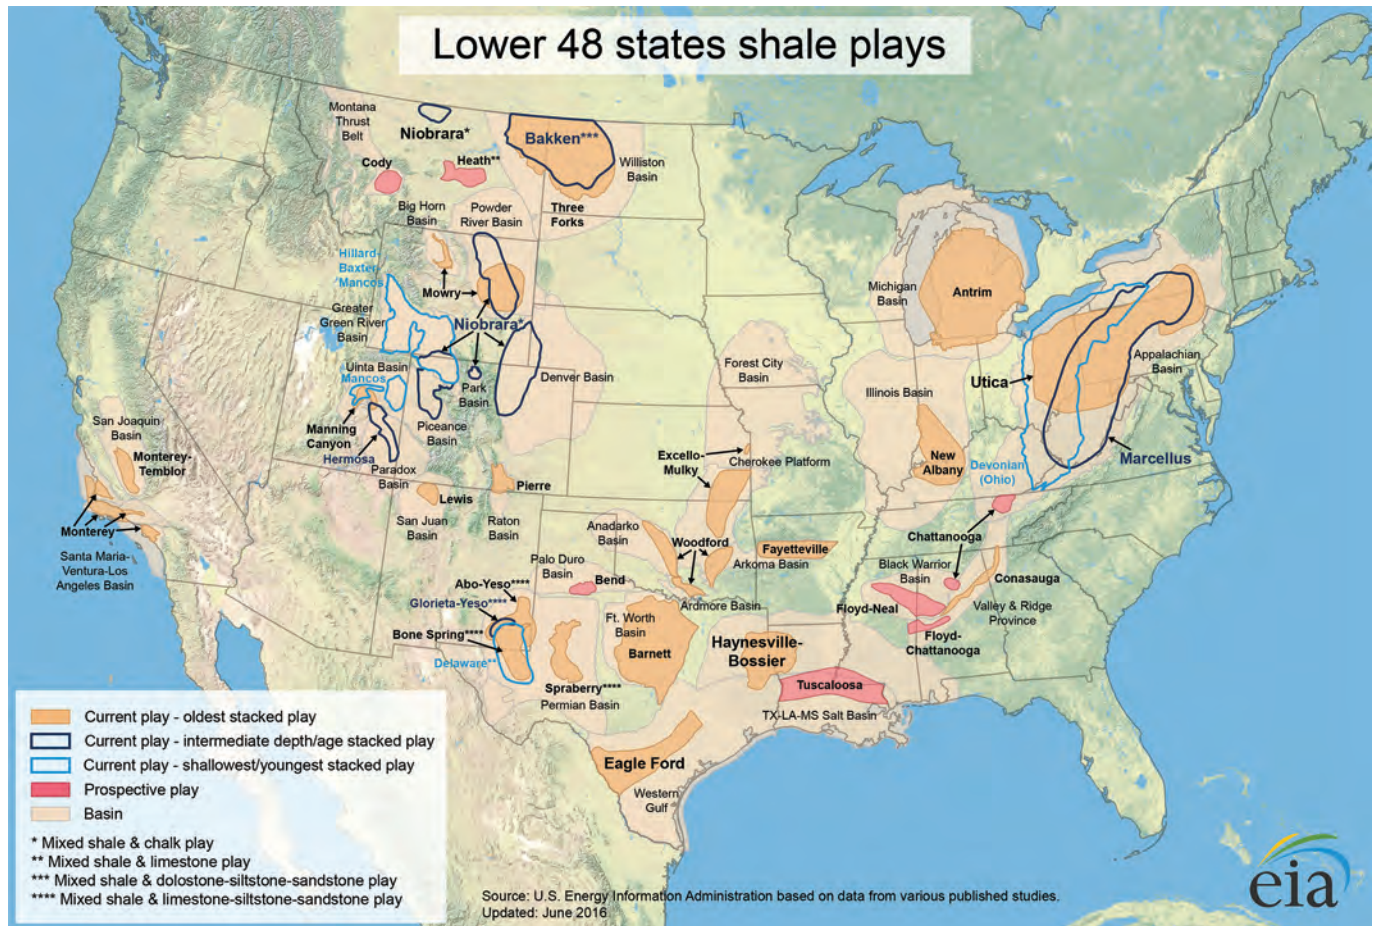 Lower 48 states shale plays
Montana
Thrust
Belt
Niobrara*
Bakken***
Cody
Heath**
Williston
Basin
Big Horn
Basin
Powder
River Basin
Three
Forks
Hillard-
Baxter-
Mancos
Mowry
Michigan
Basin
Antrim
Greater
Green River
Basin
Niobrara*
Appalachian
Basin
Uinta Basin
Mancos
Park
Basin
Denver Basin
Forest City
Basin
Illinois Basin
Utica
San Joaquin
Basin
Monterey-
Temblor
Manning
Canyon
Hermosa
Piceance
Basin
Paradox
Basin
Excello-
Mulky
Cherokee Platform
New
Albany
Devonian
(Ohio)
Marcellus
Pierre
Lewis
San Juan
Basin
Raton
Basin
Monterey
Santa Maria-
Ventura-Los
Angeles Basin
Anadarko
Basin
Woodford
Fayetteville
Arkoma Basin
Chattanooga
Black Warrior
Basin
Conasauga
Palo Duro
Basin
Bend
Abo-Yeso****
Glorieta-Yeso****
Ardmore Basin
Floyd-Neal
Valley & Ridge
Province
Bone Spring****
Delaware**
Ft. Worth
Basin
Barnett
Haynesville-
Bossier
Floyd-
Chattanooga
Spraberry****
Permian Basin
Tuscaloosa
TX-LA-MS Salt Basin
Eagle Ford
Western
Gulf
Current play - oldest stacked play
Current play - intermediate depth/age stacked play
Current play - shallowest/youngest stacked play
Prospective play
Basin
* Mixed shale & chalk play
** Mixed shale & limestone play
*** Mixed shale & dolostone-siltstone-sandstone play
**** Mixed shale & limestone-siltstone-sandstone play
Source: U.S. Energy Information Administration based on data from various published studies.
Updated: June 2016
eia